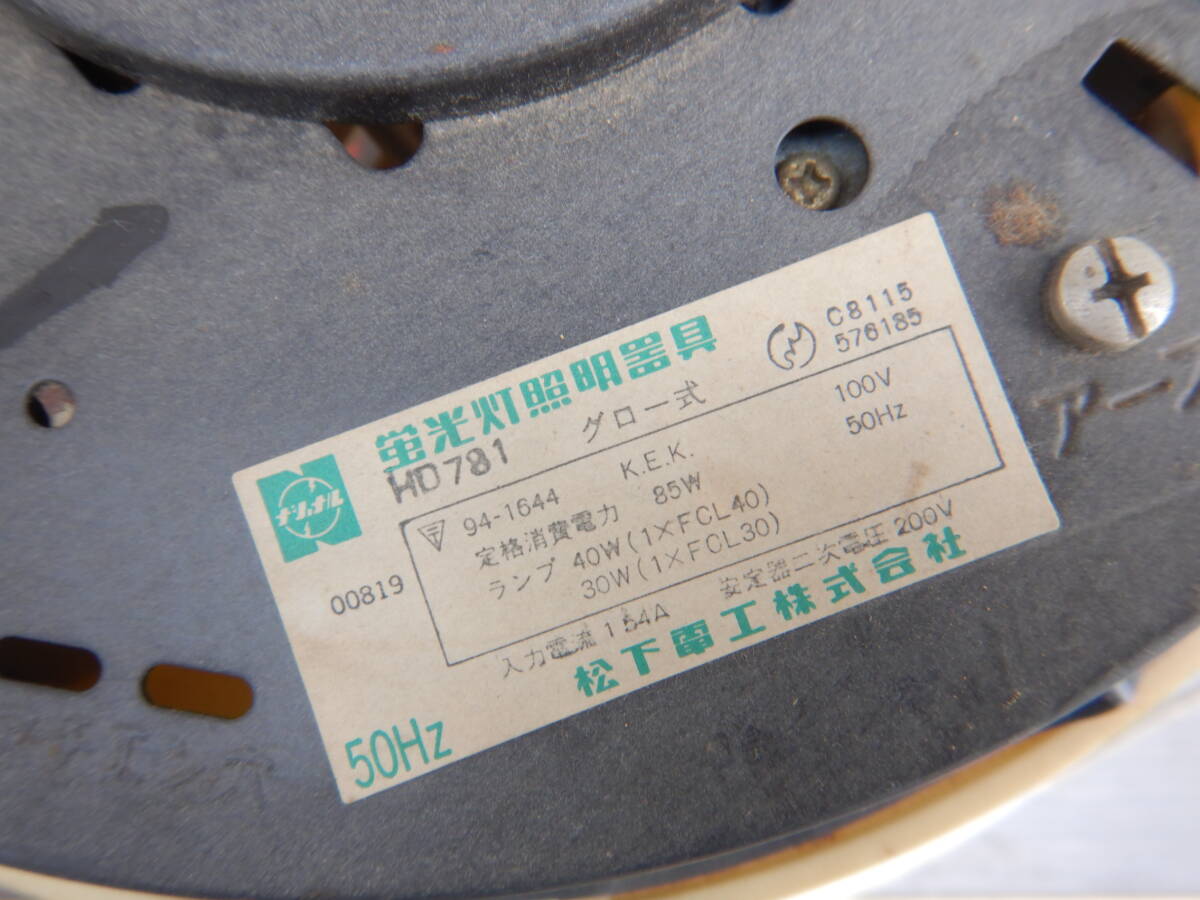 蛍光灯照明器具
HD781
グロー式
C8115
576185
ナショナル
〒 94-1644 K.E.K. 100V
定格消費電力 85W 50Hz
ランプ 40W(1×FCL40)
30W(1×FCL30)
00819
入力電流 1.54A 安定器二次電圧 200V
松下電工株式会社
50Hz
アー